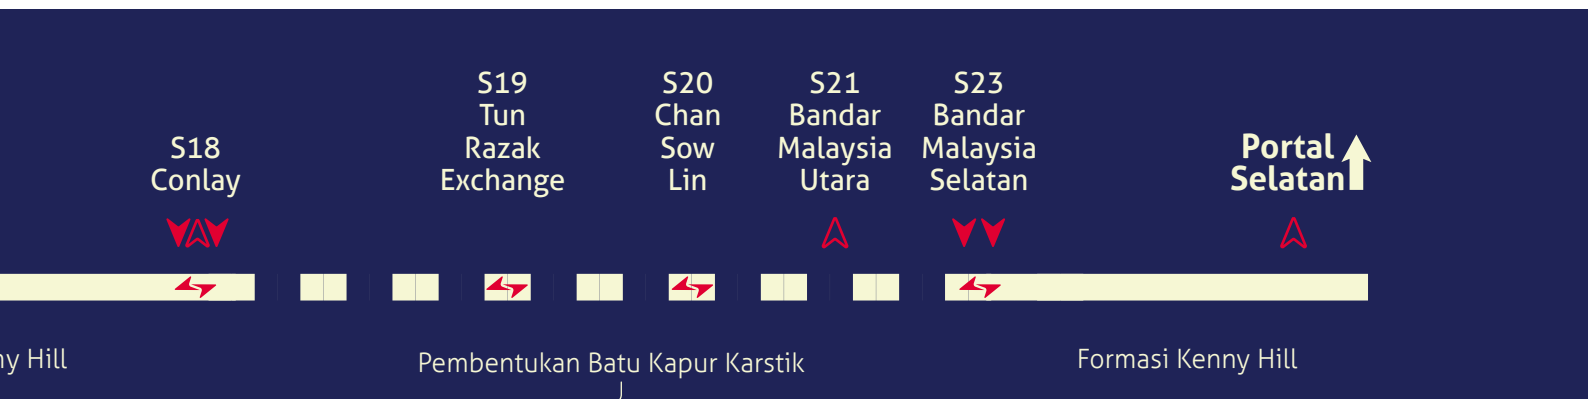 S18
Conlay
S19
Tun
Razak
Exchange
S20
Chan
Sow
Lin
S21
Bandar
Malaysia
Utara
S23
Bandar
Malaysia
Selatan
Portal
Selatan
Hill
Pembentukan Batu Kapur Karstik
Formasi Kenny Hill